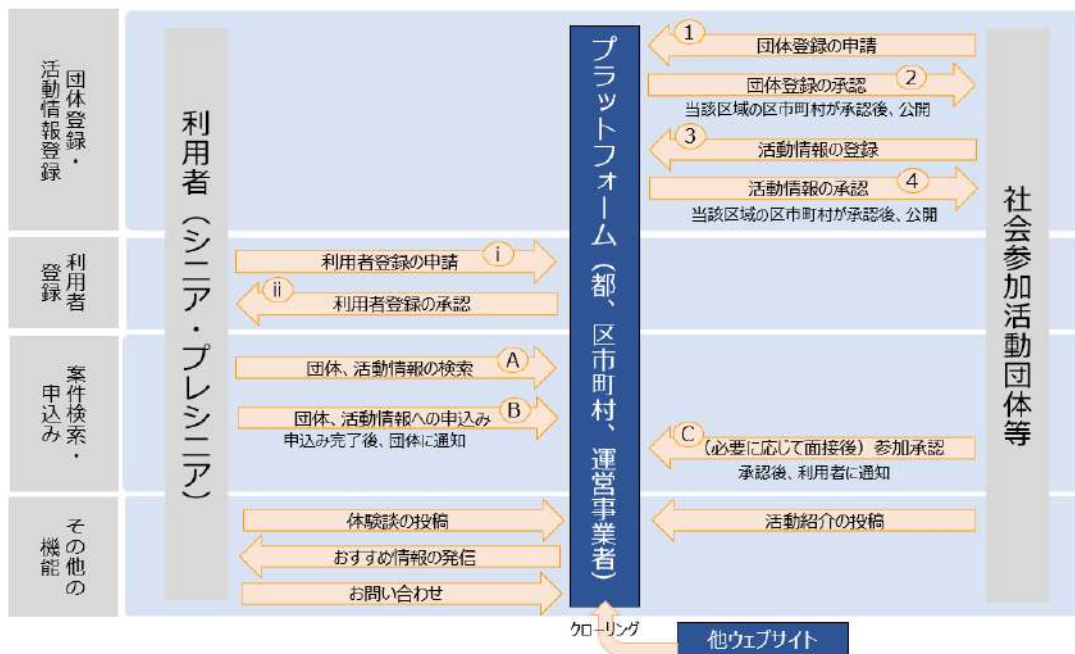 団体登録・
活動情報登録
利用者
登録
案件検索・
申込み
その他の
機能
利用者（シニア・プレシニア）
プラットフォーム（都、区市町村、運営事業者）
社会参加活動団体等
1
団体登録の申請
団体登録の承認
2
当該区域の区市町村が承認後、公開
3
活動情報の登録
活動情報の承認
4
当該区域の区市町村が承認後、公開
利用者登録の申請
i
ii
利用者登録の承認
団体、活動情報の検索
A
団体、活動情報への申込み
B
申込み完了後、団体に通知
C
（必要に応じて面接後）参加承認
承認後、利用者に通知
体験談の投稿
活動紹介の投稿
おすすめ情報の発信
お問い合わせ
クローリング
他ウェブサイト